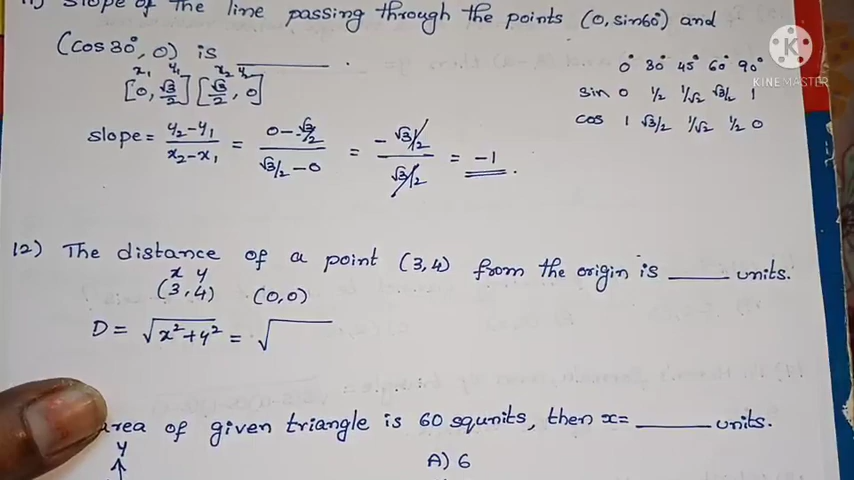 11) Slope of the line passing through the points (0, sin60°) and
(cos 30°, 0) is ________ .
x₁ y₁ x₂ y₂
[0, √3/2] [√3/2, 0]
0° 30° 45° 60° 90°
sin 0 1/2 1/√2 √3/2 1
cos 1 √3/2 1/√2 1/2 0
slope = y₂-y₁/x₂-x₁ = 0-√3/2/√3/2-0 = -√3/2/√3/2 = -1.
12) The distance of a point (3,4) from the origin is ______ units.
x y
(3,4) (0,0)
D = √x²+y² = √
area of given triangle is 60 squnits, then x= ______ units.
y
A) 6
K
KINEMASTER